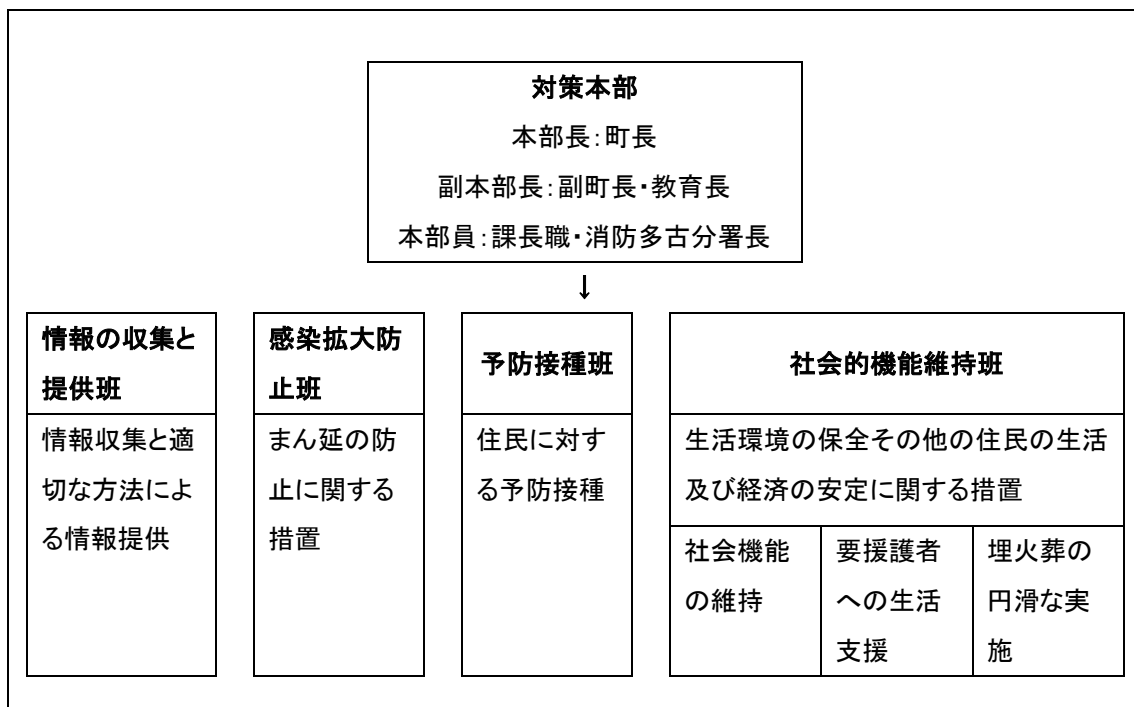 対策本部
本部長:町長
副本部長:副町長・教育長
本部員:課長職・消防多古分署長
↓
情報の収集と
提供班
情報収集と適
切な方法によ
る情報提供
感染拡大防
止班
まん延の防
止に関する
措置
予防接種班
住民に対す
る予防接種
社会的機能維持班
生活環境の保全その他の住民の生活
及び経済の安定に関する措置
社会機能
の維持
要援護者
への生活
支援
埋火葬の
円滑な実
施